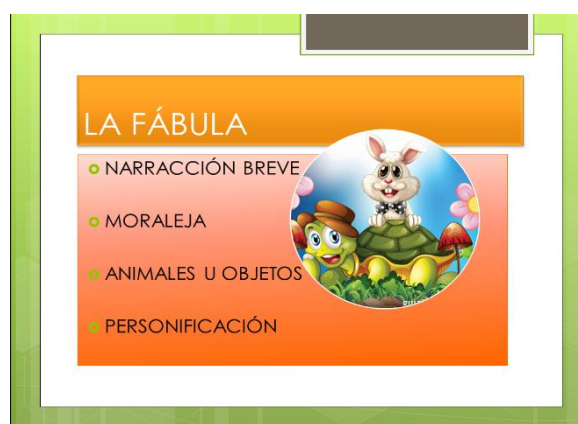 LA FÁBULA
NARRACCIÓN BREVE
MORALEJA
ANIMALES U OBJETOS
PERSONIFICACIÓN